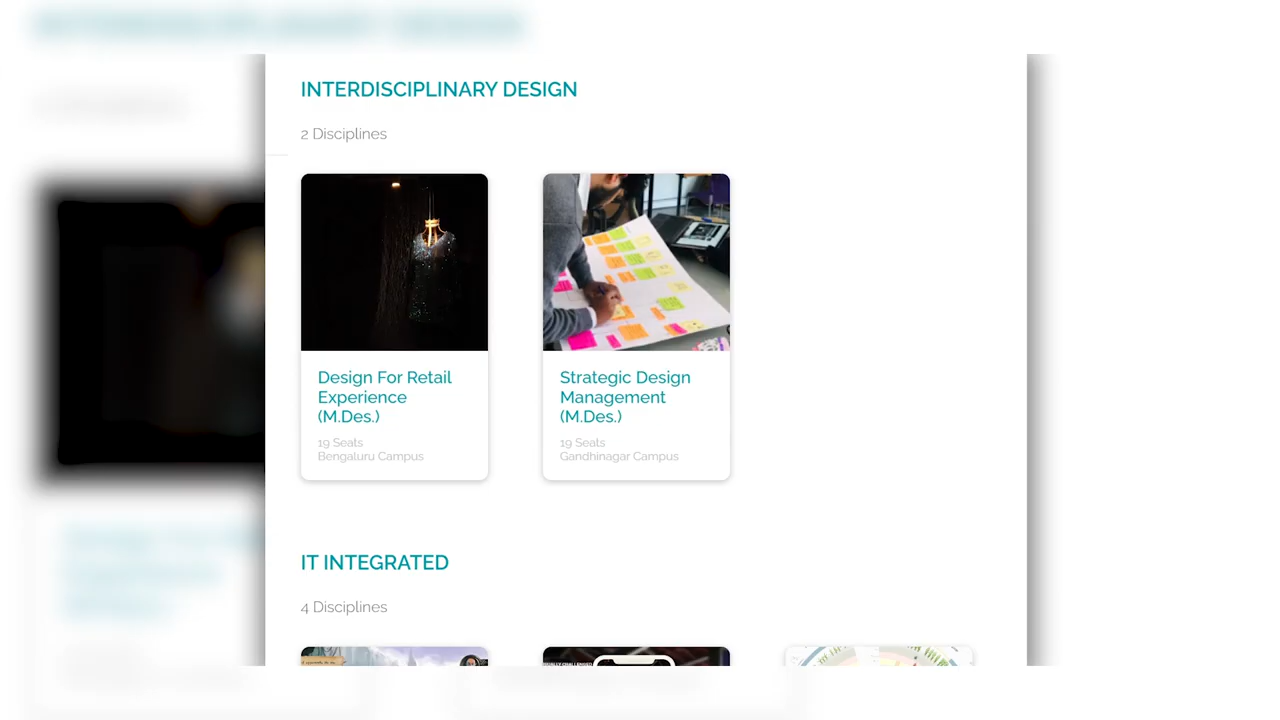 INTERDISCIPLINARY DESIGN
2 Disciplines
Design For Retail
Experience
(M.Des.)
19 Seats
Bengaluru Campus
Strategic Design
Management
(M.Des.)
19 Seats
Gandhinagar Campus
IT INTEGRATED
4 Disciplines